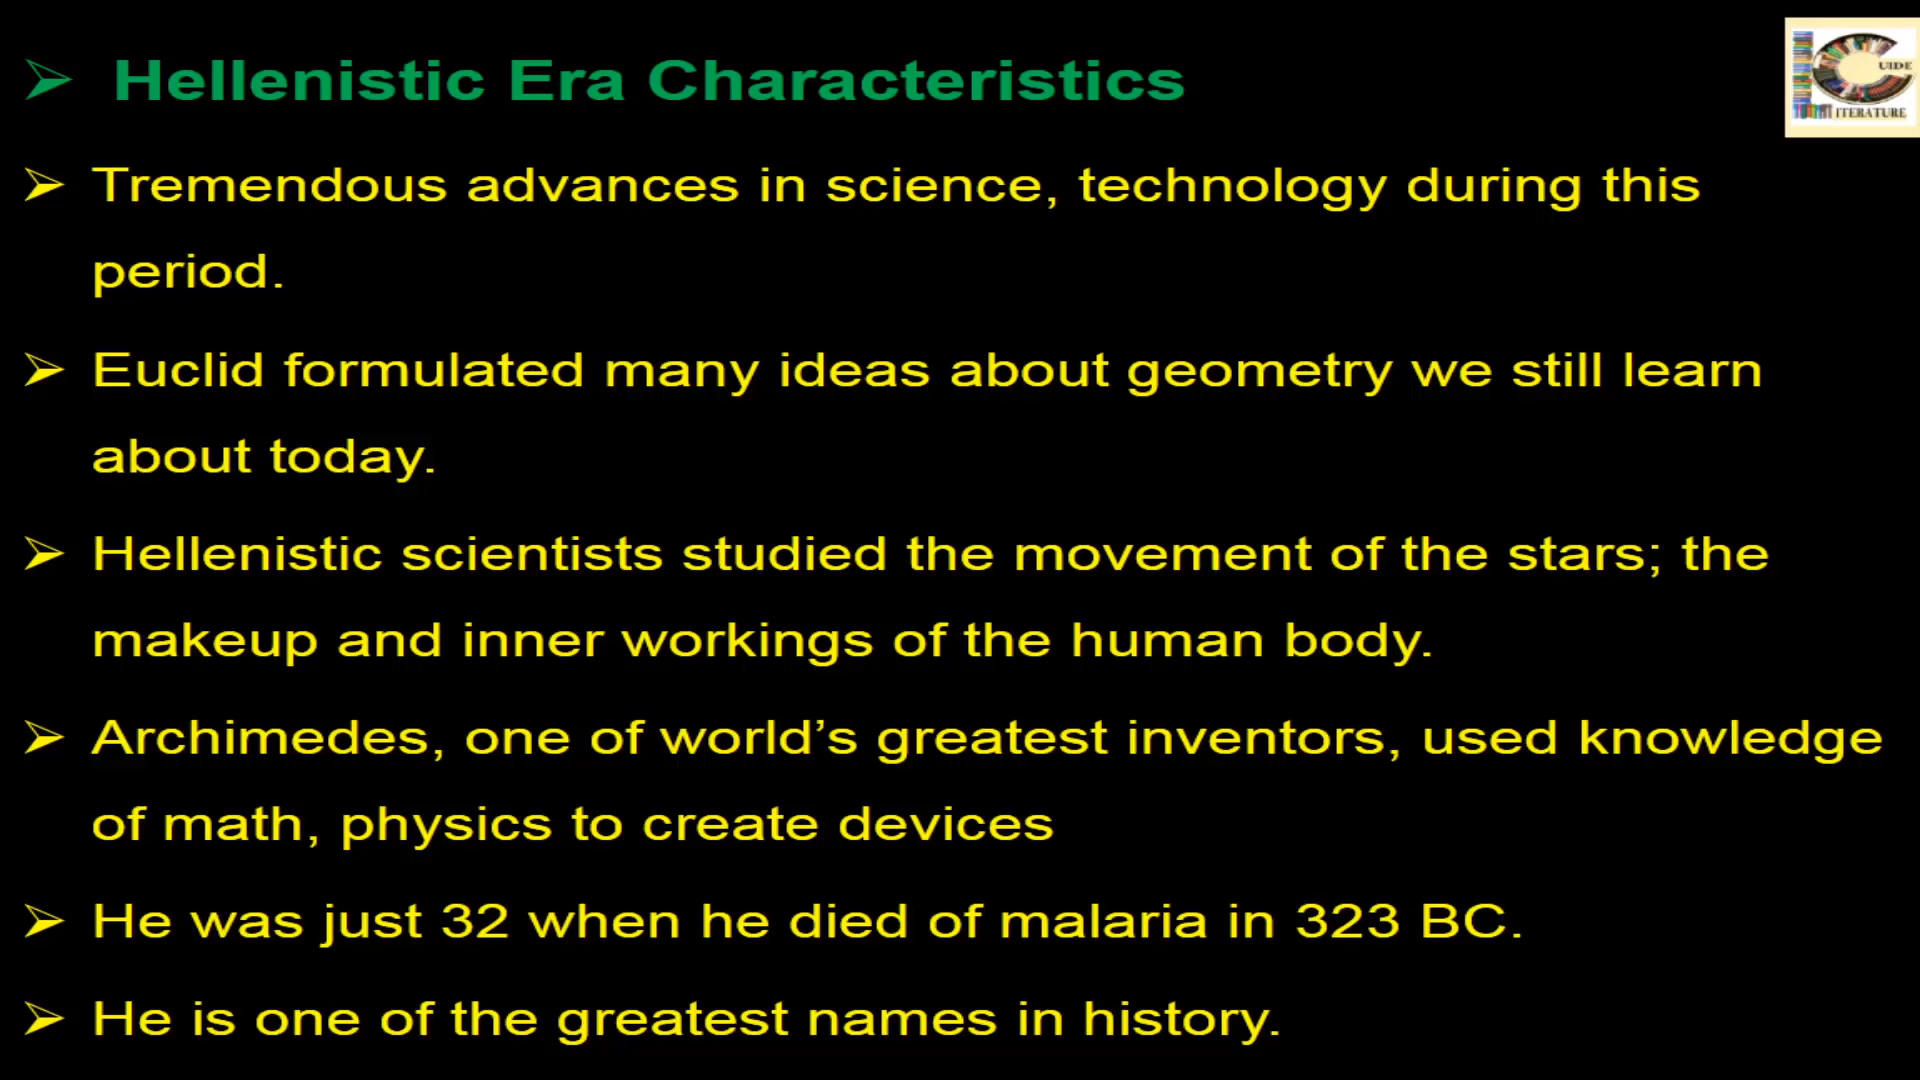 Hellenistic Era Characteristics
UIDE
ITERATURE
Tremendous advances in science, technology during this
period.
Euclid formulated many ideas about geometry we still learn
about today.
Hellenistic scientists studied the movement of the stars; the
makeup and inner workings of the human body.
Archimedes, one of world’s greatest inventors, used knowledge
of math, physics to create devices
He was just 32 when he died of malaria in 323 BC.
He is one of the greatest names in history.